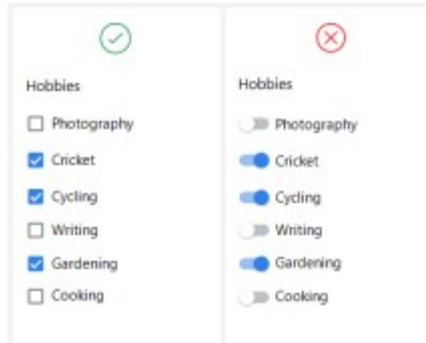 Hobbies
Photography
Cricket
Cycling
Writing
Gardening
Cooking
Hobbies
Photography
Cricket
Cycling
Writing
Gardening
Cooking